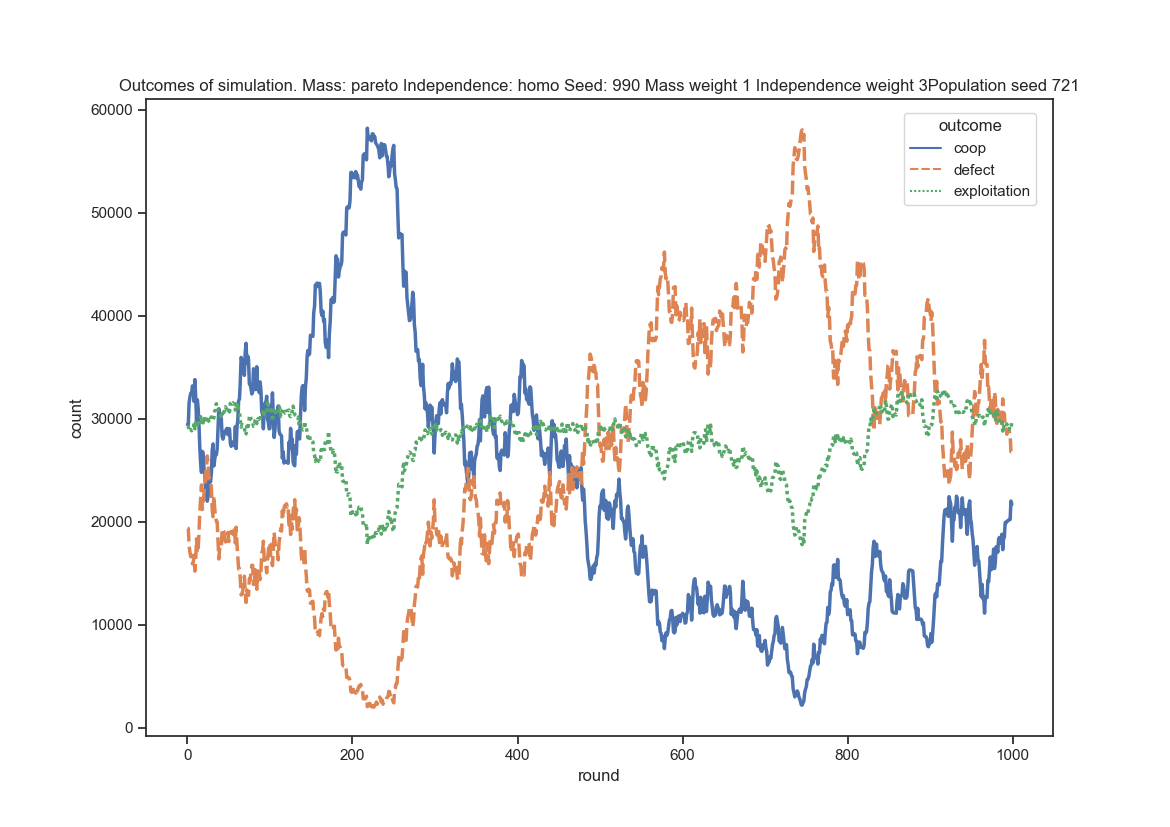 Outcomes of simulation. Mass: pareto Independence: homo Seed: 990 Mass weight 1 Independence weight 3Population seed 721
60000
50000
40000
30000
20000
10000
0
count
outcome
coop
defect
exploitation
0
200
400
600
800
1000
round